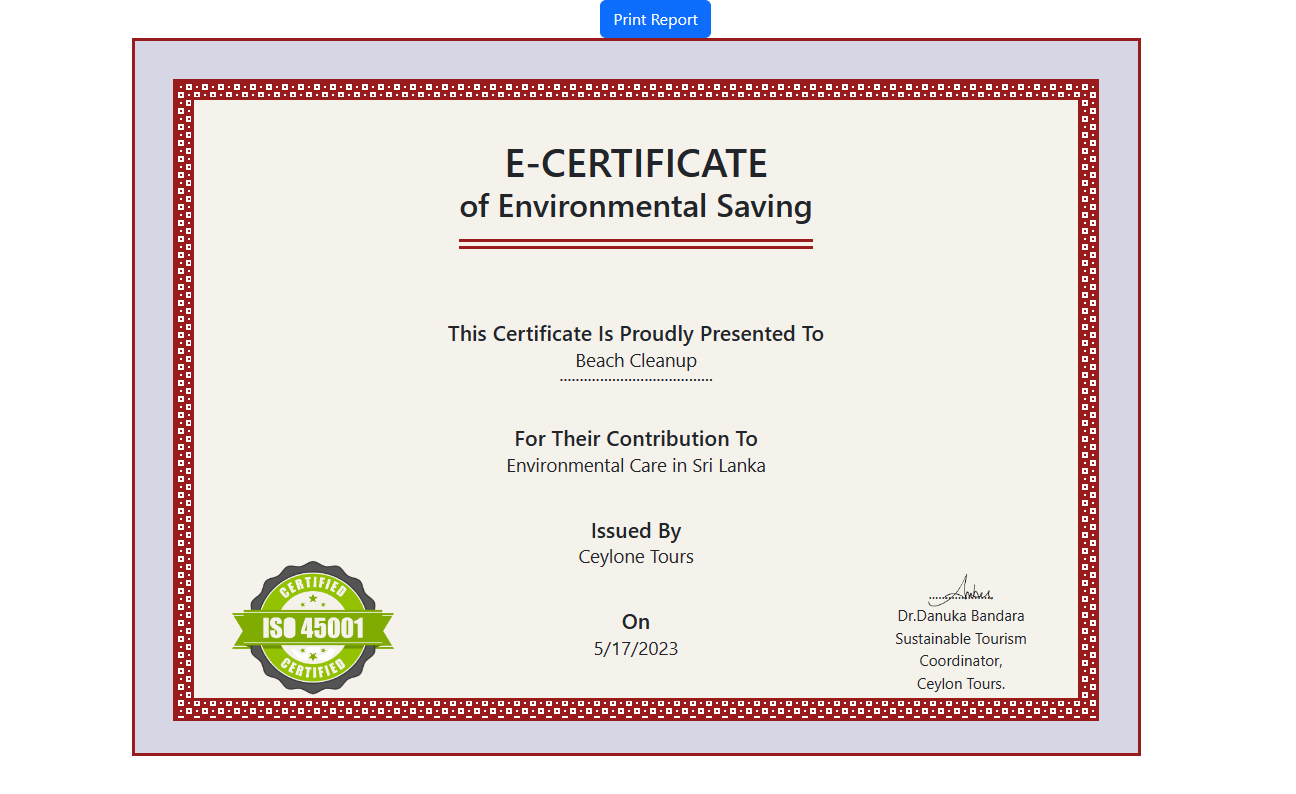 Print Report
E-CERTIFICATE
of Environmental Saving
This Certificate Is Proudly Presented To
Beach Cleanup
......................................
For Their Contribution To
Environmental Care in Sri Lanka
Issued By
Ceylone Tours
On
5/17/2023
CERTIFIED
ISO 45001
CERTIFIED
Dr.Danuka Bandara
Sustainable Tourism
Coordinator,
Ceylon Tours.